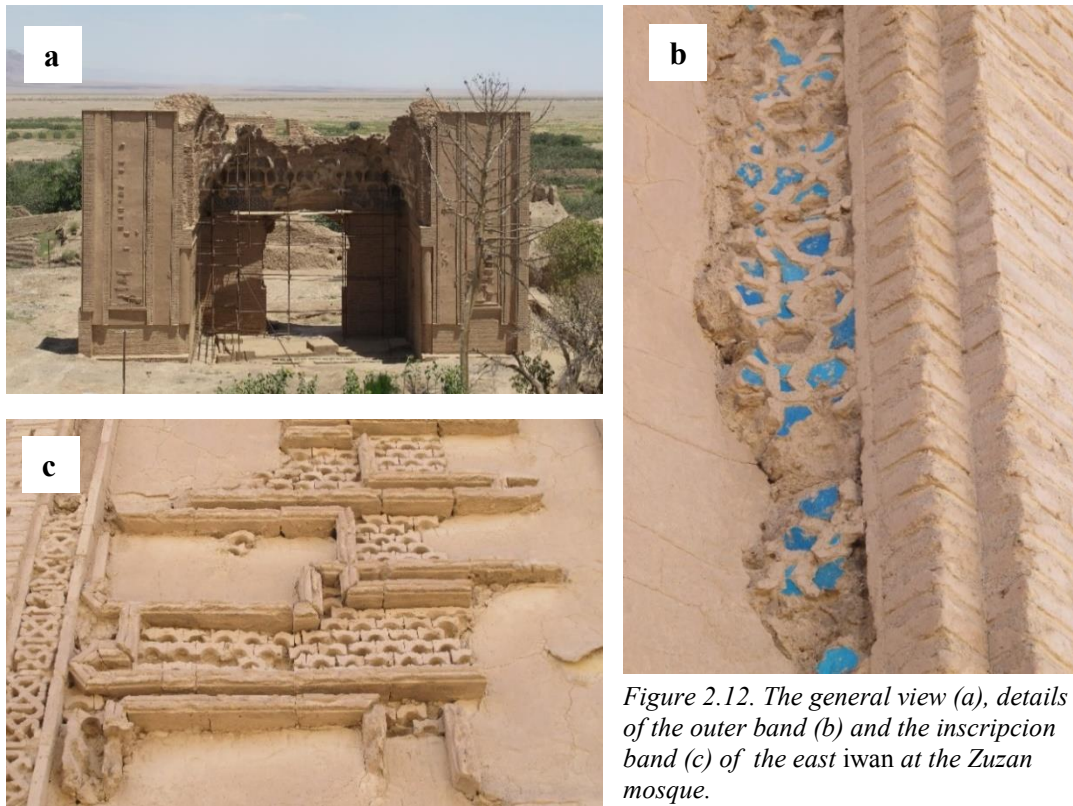 a
b
c
Figure 2.12. The general view (a), details
of the outer band (b) and the inscripcion
band (c) of the east iwan at the Zuzan
mosque.